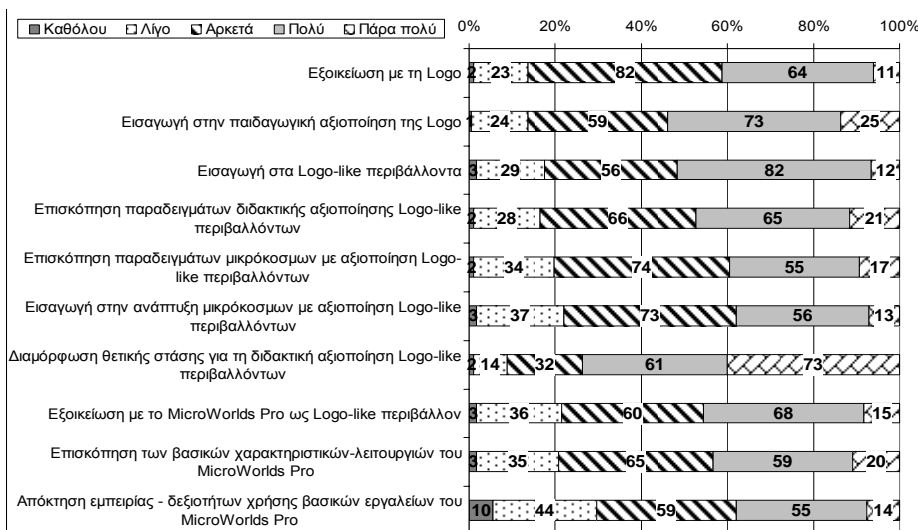 Καθόλου Λίγο Αρκετά Πολύ Πάρα πολύ
0% 20% 40% 60% 80% 100%
Εξοικείωση με τη Logo 2 23 82 64 11
Εισαγωγή στην παιδαγωγική αξιοποίηση της Logo 1 24 59 73 25
Εισαγωγή στα Logo-like περιβάλλοντα 3 29 56 82 12
Επισκόπηση παραδειγμάτων διδακτικής αξιοποίησης Logo-like
περιβαλλόντων 2 28 66 65 21
Επισκόπηση παραδειγμάτων μικρόκοσμων με αξιοποίηση Logo-
like περιβαλλόντων 2 34 74 55 17
Εισαγωγή στην ανάπτυξη μικρόκοσμων με αξιοποίηση Logo-like
περιβαλλόντων 3 37 73 56 13
Διαμόρφωση θετικής στάσης για τη διδακτική αξιοποίηση Logo-like
περιβαλλόντων 2 14 32 61 73
Εξοικείωση με το MicroWorlds Pro ως Logo-like περιβάλλον 3 36 60 68 15
Επισκόπηση των βασικών χαρακτηριστικών-λειτουργιών του
MicroWorlds Pro 3 35 65 59 20
Απόκτηση εμπειρίας - δεξιοτήτων χρήσης βασικών εργαλείων του
MicroWorlds Pro 10 44 59 55 14